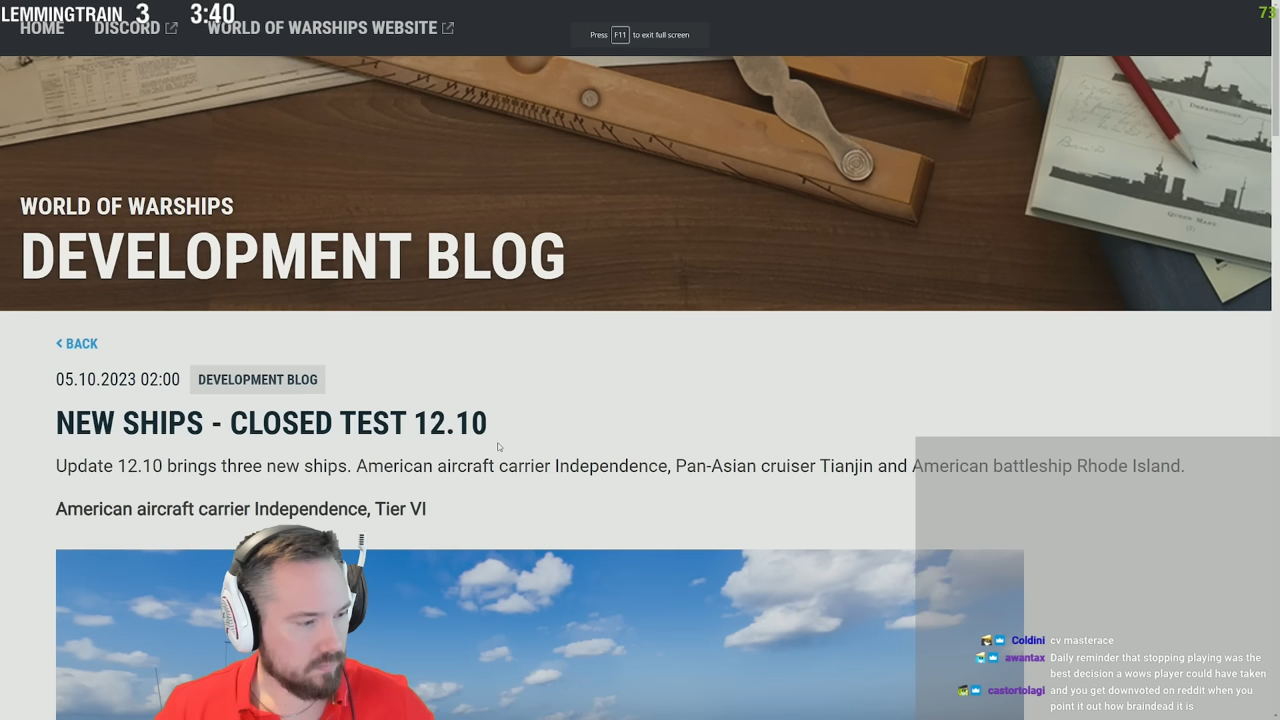 LEMMINGTRAIN 3 3:40
73
HOME DISCORD WORLD OF WARSHIPS WEBSITE
Press F11 to exit full screen
DREADNOUGHT.
QUEEN MARY.
WORLD OF WARSHIPS
DEVELOPMENT BLOG
BACK
05.10.2023 02:00 DEVELOPMENT BLOG
NEW SHIPS - CLOSED TEST 12.10
Update 12.10 brings three new ships. American aircraft carrier Independence, Pan-Asian cruiser Tianjin and American battleship Rhode Island.
American aircraft carrier Independence, Tier VI
Coldini cv masterace
awantax Daily reminder that stopping playing was the
best decision a wows player could have taken
castortolagi and you get downvoted on reddit when you
point it out how braindead it is